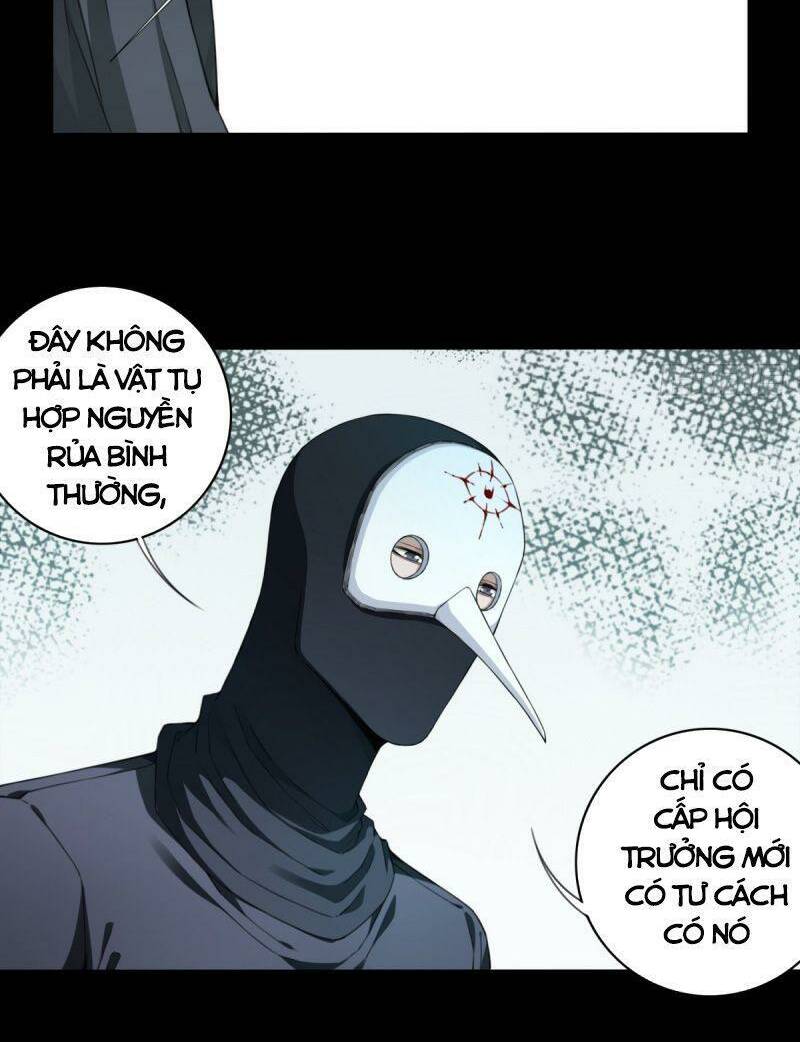 ĐÂY KHÔNG
PHẢI LÀ VẬT TỤ
HỢP NGUYỀN
RỦA BÌNH
THƯỜNG,
CHỈ CÓ
CẤP HỘI
TRƯỞNG MỚI
CÓ TƯ CÁCH
CÓ NÓ